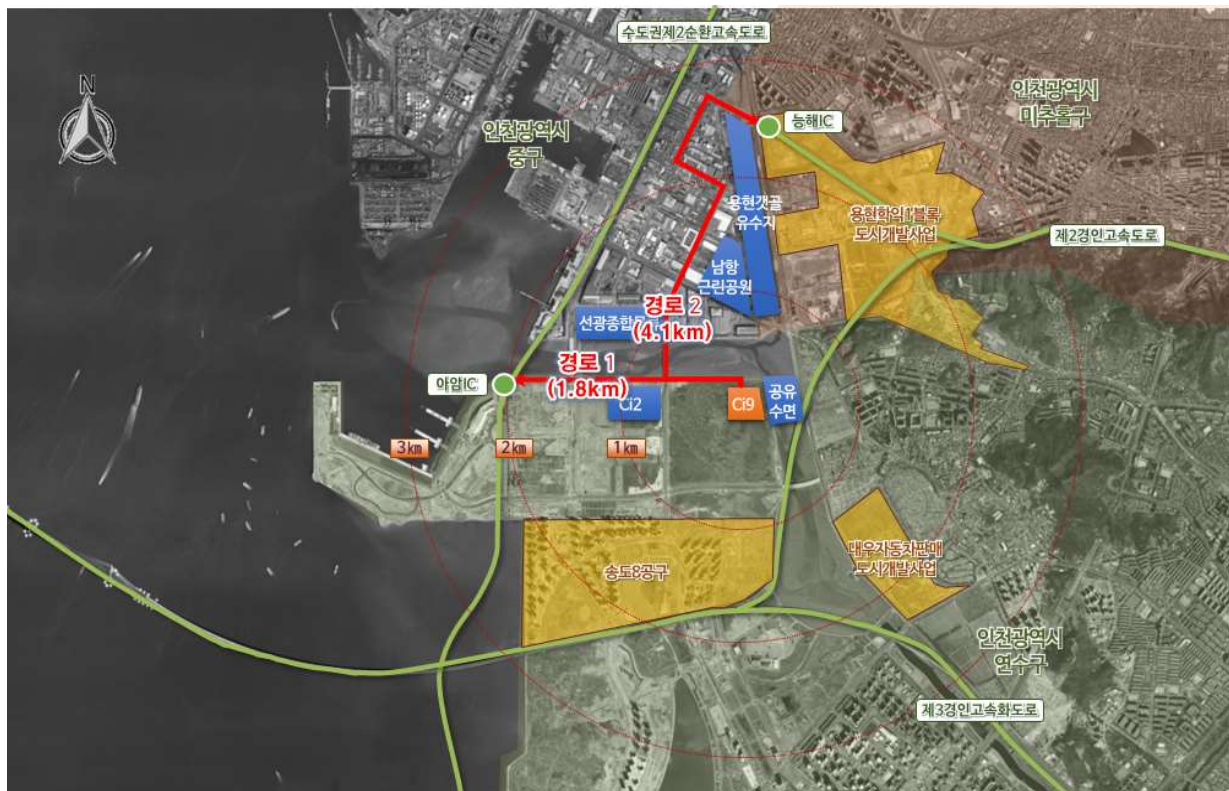 수도권제2순환고속도로
N
인천광역시
중구
인천광역시
미추홀구
능해IC
용현갯골
유수지
용현학익1블록
도시개발사업
제2경인고속도로
남항
근린공원
경로 2
(4.1km)
경로 1
(1.8km)
아암IC
Ci2
Ci9
공유
수면
3km
2km
1km
송도8공구
대우자동차판매
도시개발사업
인천광역시
연수구
제3경인고속화도로